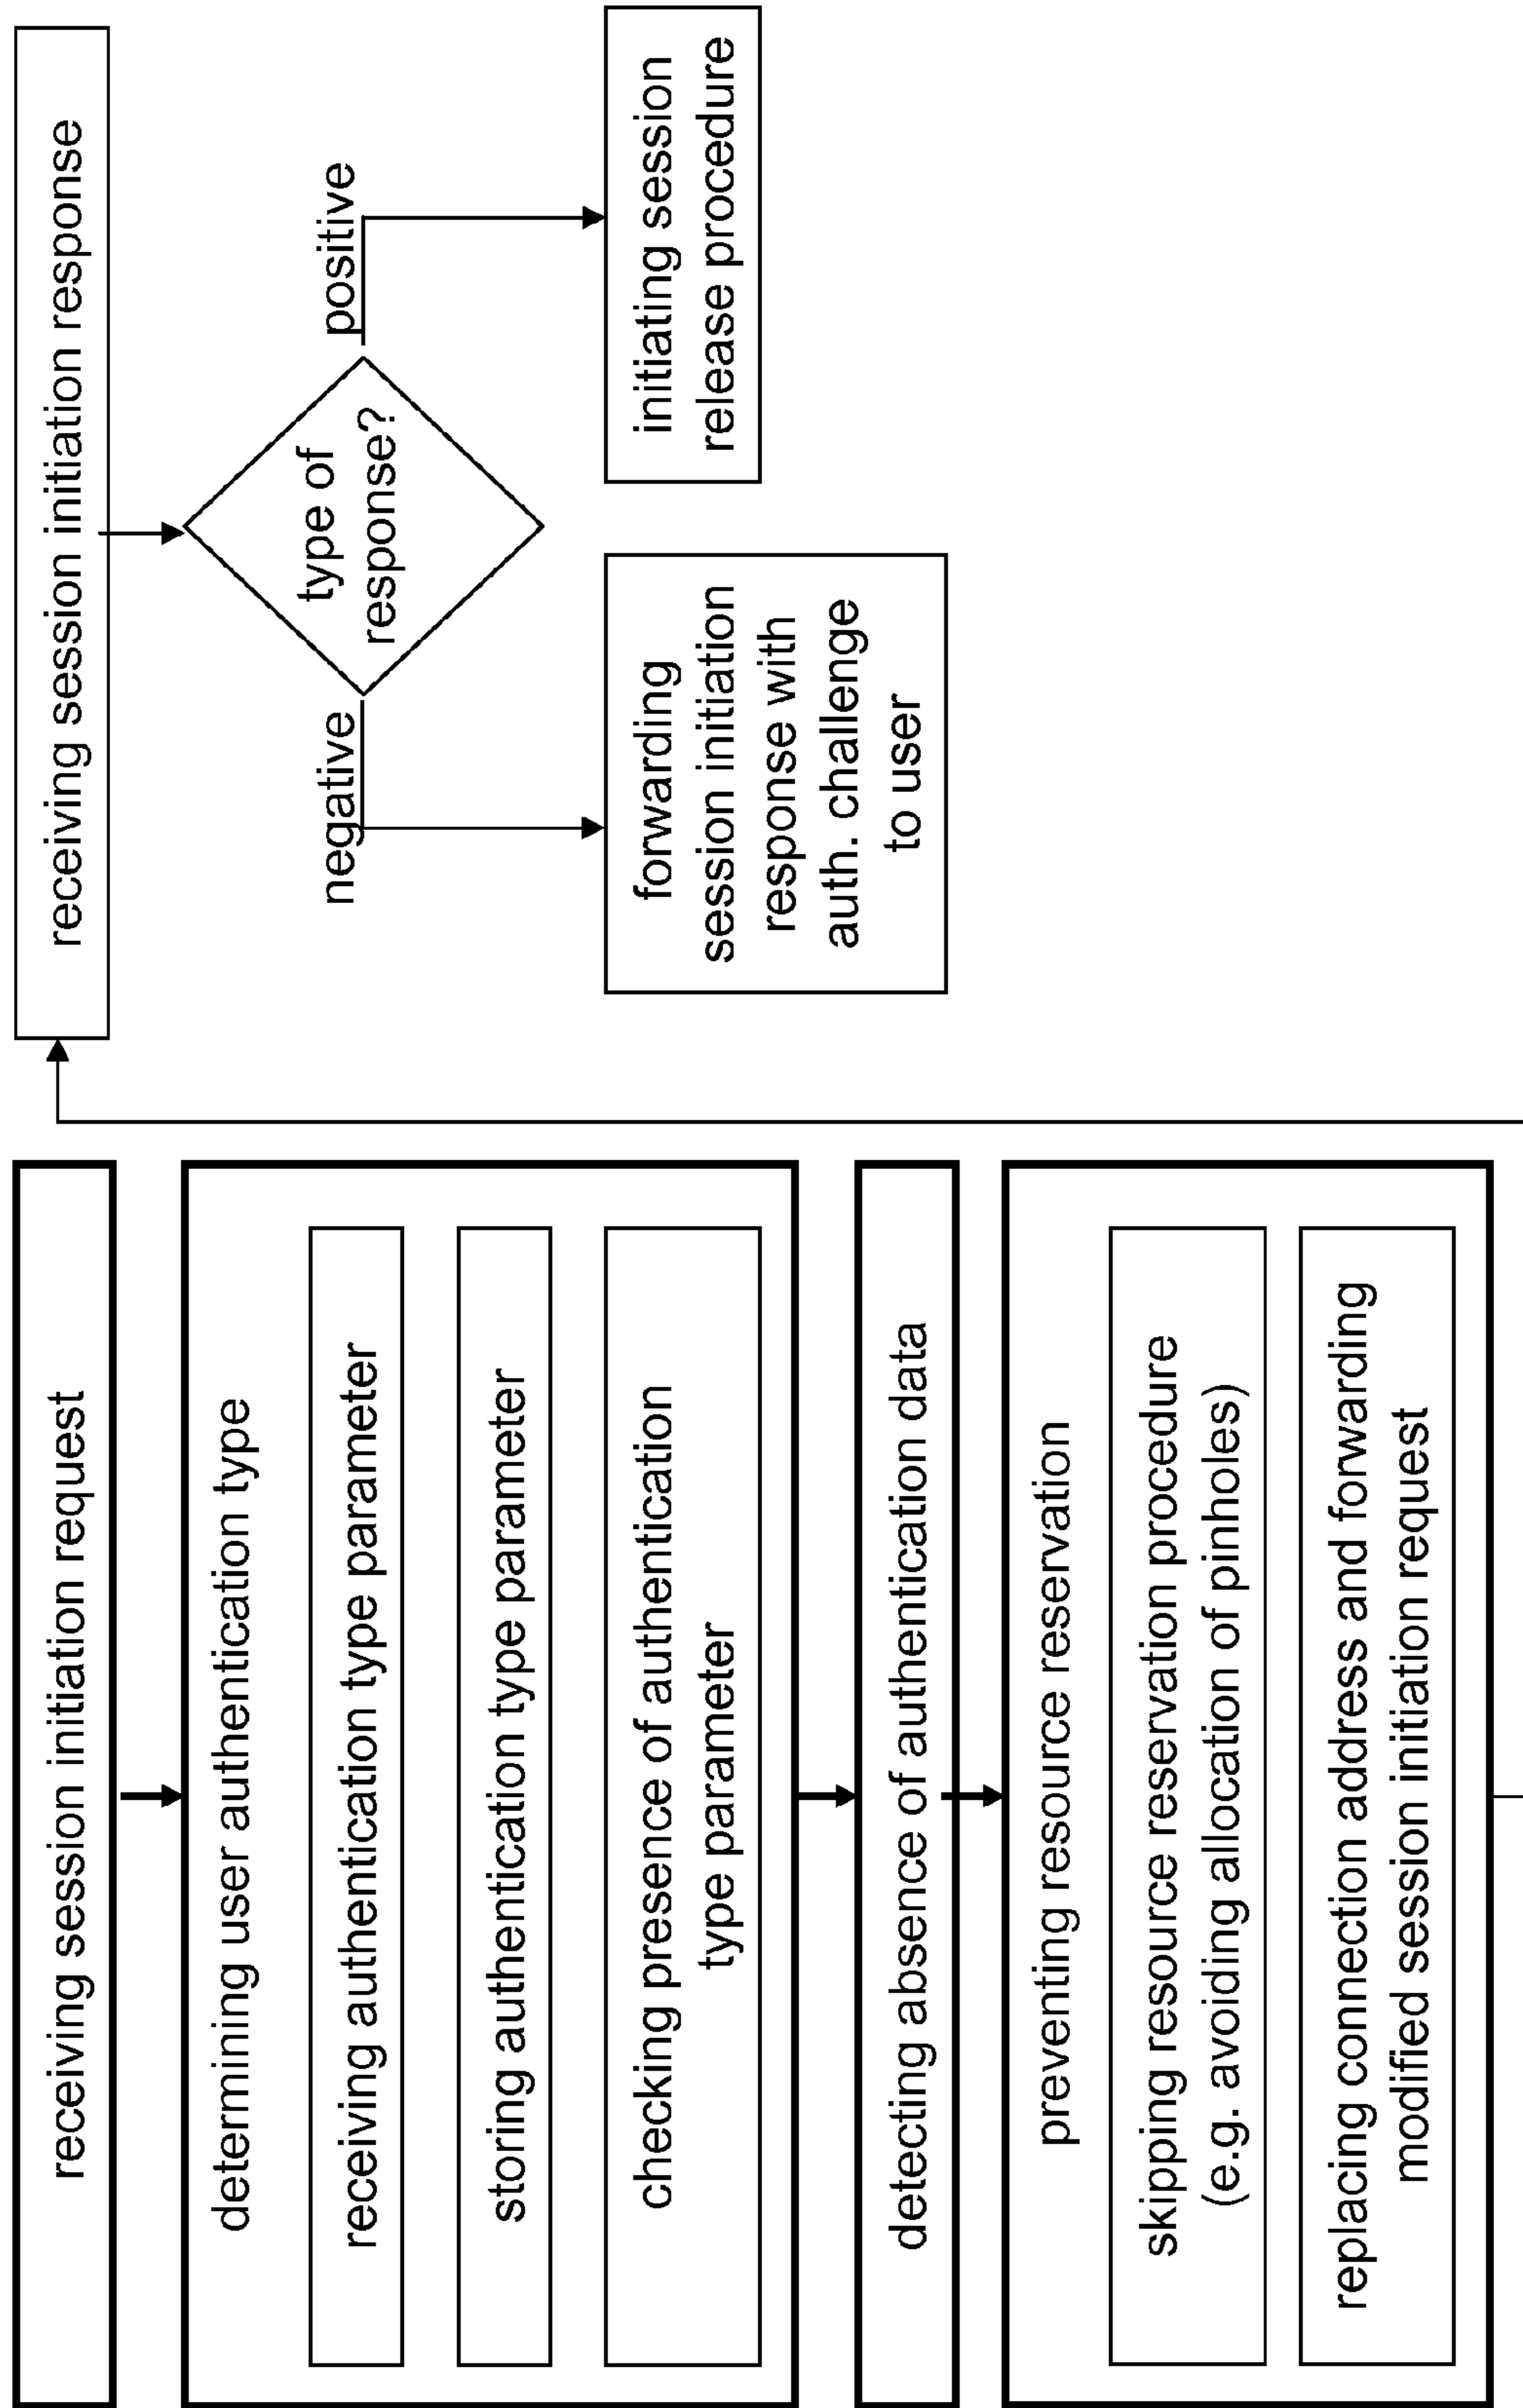 receiving session initiation request
determining user authentication type
receiving authentication type parameter
storing authentication type parameter
checking presence of authentication
type parameter
detecting absence of authentication data
preventing resource reservation
skipping resource reservation procedure
(e.g. avoiding allocation of pinholes)
replacing connection address and forwarding
modified session initiation request
receiving session initiation response
type of
response?
negative
positive
forwarding
session initiation
response with
auth. challenge
to user
initiating session
release procedure